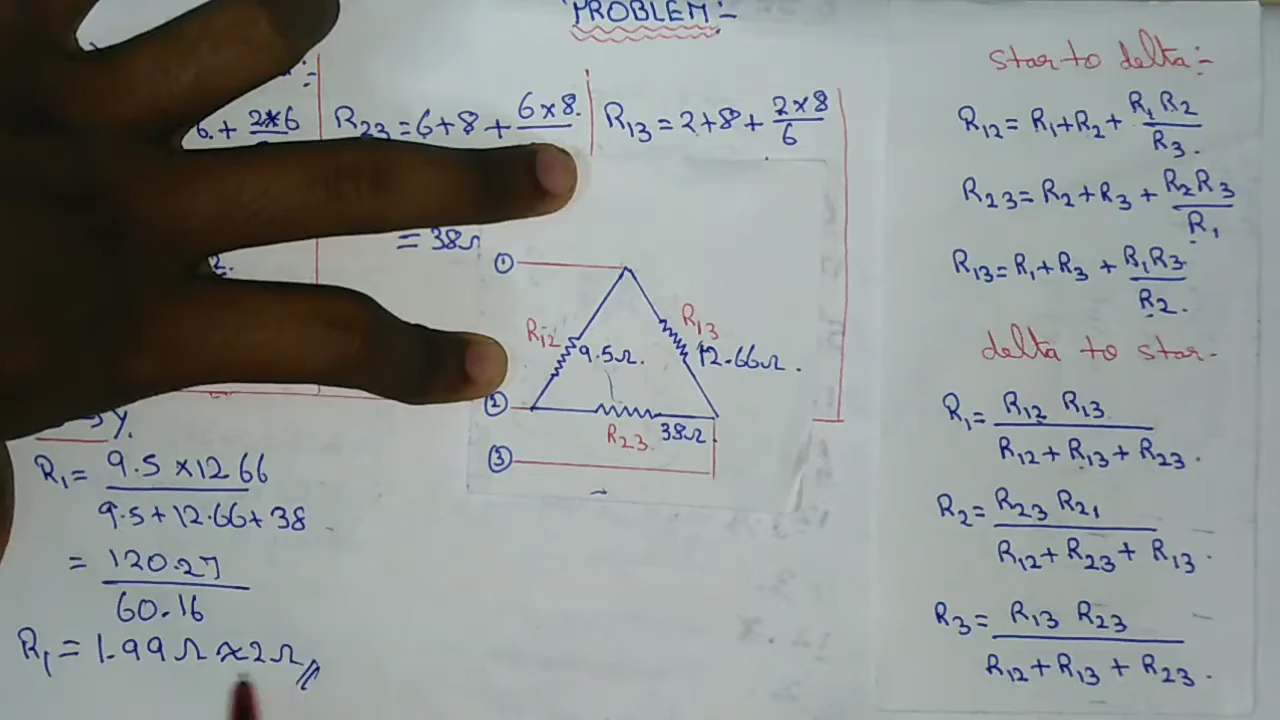 PROBLEM:-
6. + 2*6
R23 = 6+8 + 6×8.
R13 = 2+8 + 2×8/6
= 38Ω
2.
①
②
③
R12
9.5Ω.
R13
12.66Ω.
R23
38Ω
Y.
R1 = 9.5 ×12 66/9.5+12.66+38
= 120.27/60.16
R1 = 1.99Ω ≈2Ω//
star to delta:-
R12 = R1+R2 + R1 R2/R3.
R23 = R2+R3 + R2R3/R1
R13 = R1+R3 + R1R3/R2.
delta to star.
R1 = R12 R13/R12+R13+R23.
R2 = R23 R21/R12+R23+R13.
R3 = R13 R23/R12+R13+R23.